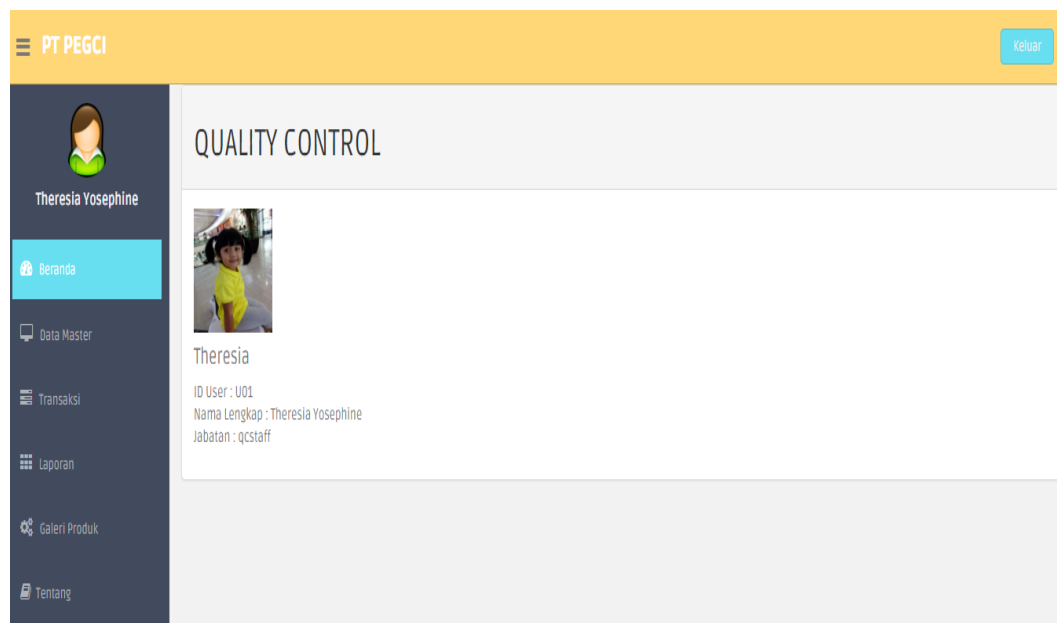 PT PEGCI
Keluar
Theresia Yosephine
Beranda
Data Master
Transaksi
Laporan
Galeri Produk
Tentang
QUALITY CONTROL
Theresia
ID User : U01
Nama Lengkap : Theresia Yosephine
Jabatan : qcstaff